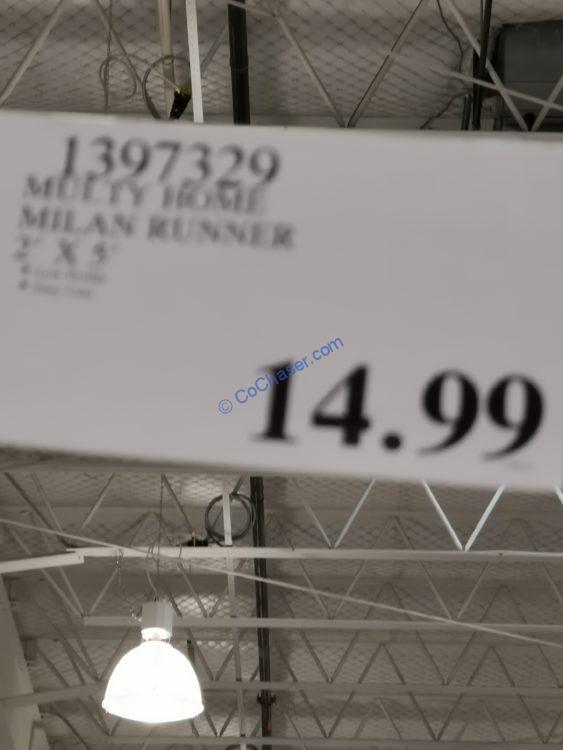 1397329
MULTY HOME
MILAN RUNNER
2' X 5'
© CoChaser.com
14.99